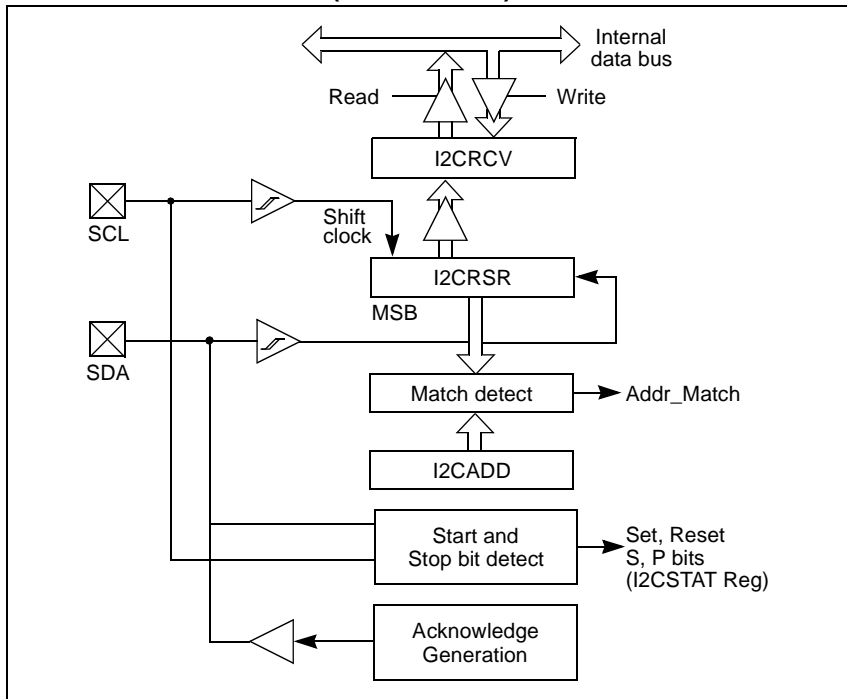 Internal
data bus
Read
Write
I2CRCV
SCL
Shift
clock
I2CRSR
MSB
SDA
Match detect
Addr_Match
I2CADD
Start and
Stop bit detect
Set, Reset
S, P bits
(I2CSTAT Reg)
Acknowledge
Generation